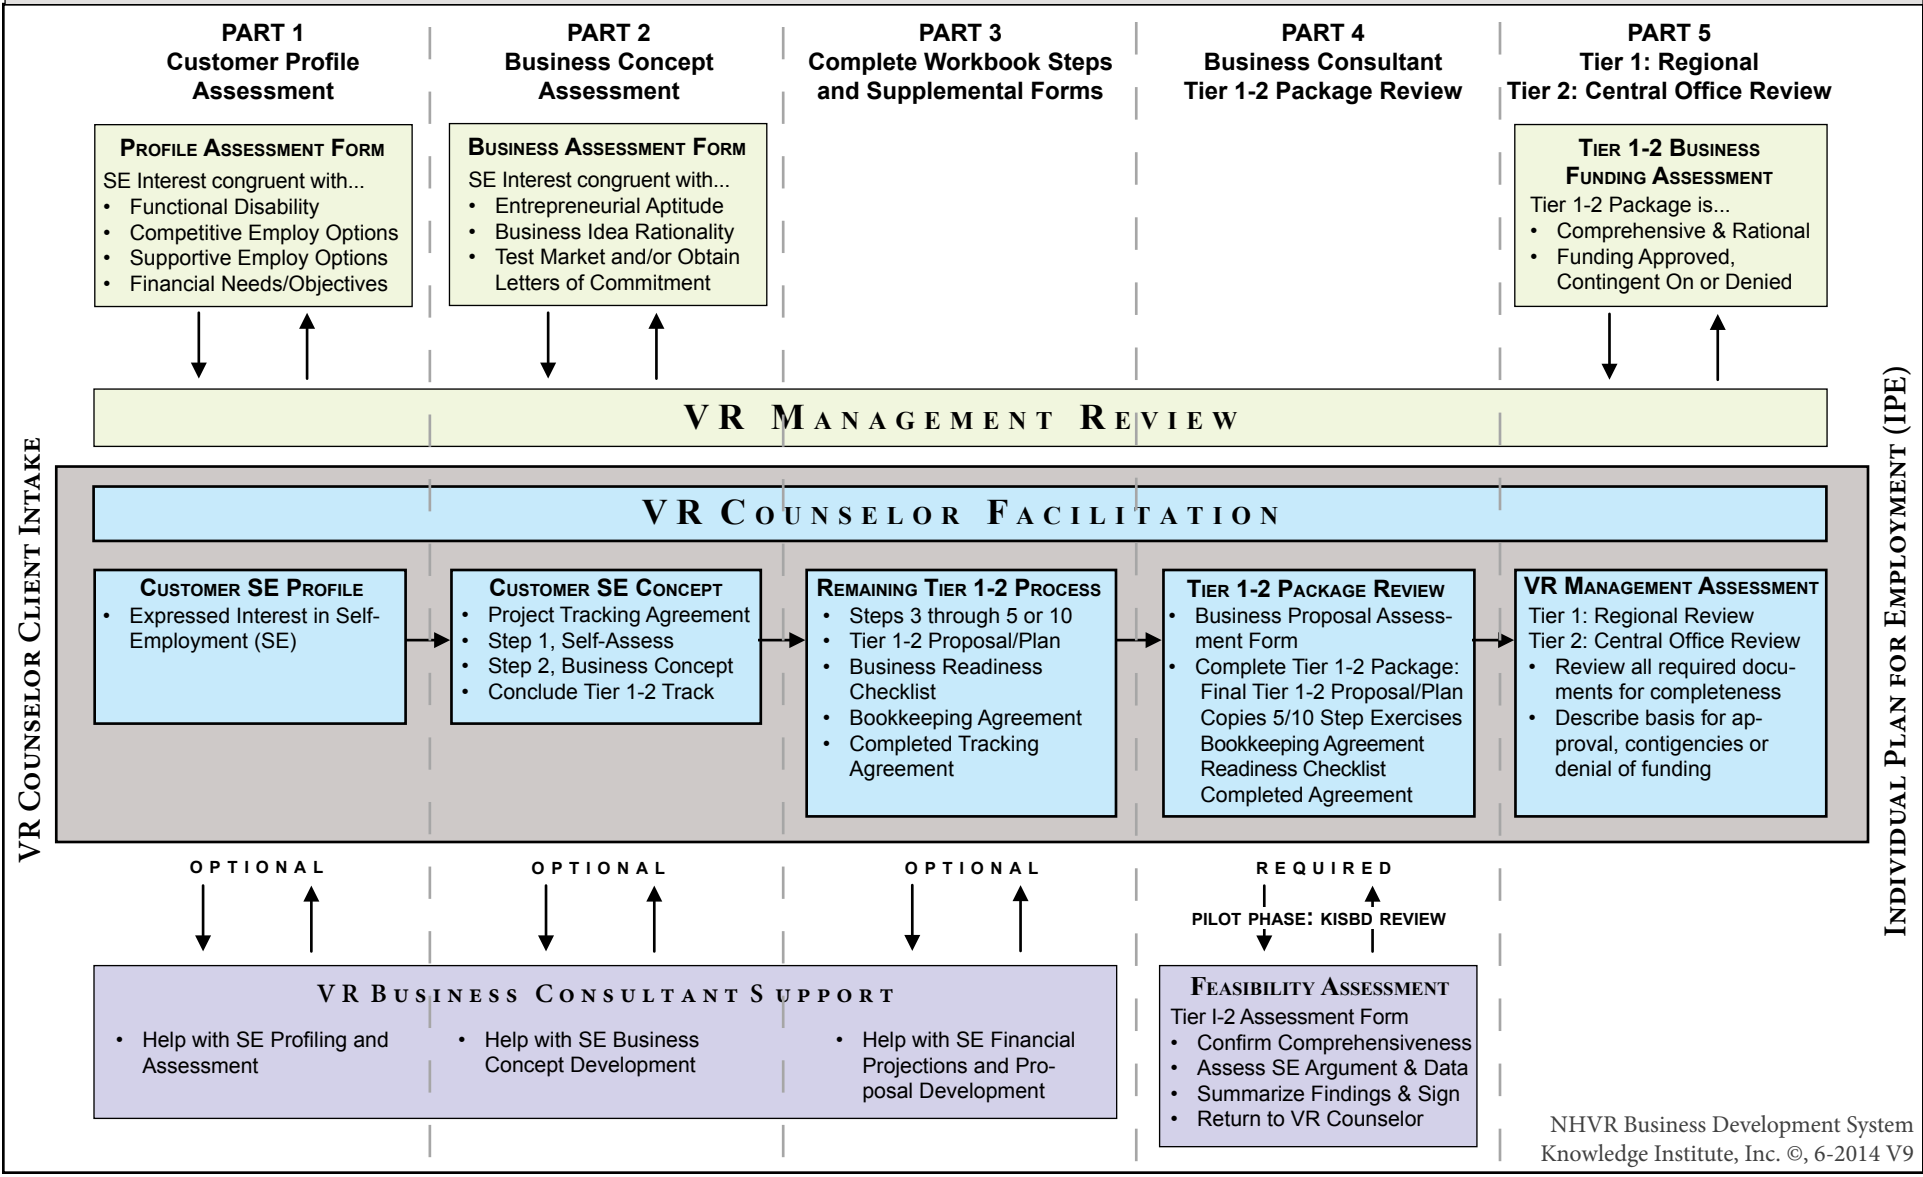 PART 1
Customer Profile
Assessment
PART 2
Business Concept
Assessment
PART 3
Complete Workbook Steps
and Supplemental Forms
PART 4
Business Consultant
Tier 1-2 Package Review
PART 5
Tier 1: Regional
Tier 2: Central Office Review
Profile Assessment Form
SE Interest congruent with...
• Functional Disability
• Competitive Employ Options
• Supportive Employ Options
• Financial Needs/Objectives
Business Assessment Form
SE Interest congruent with...
• Entrepreneurial Aptitude
• Business Idea Rationality
• Test Market and/or Obtain
Letters of Commitment
Tier 1-2 Business
Funding Assessment
Tier 1-2 Package is...
• Comprehensive & Rational
• Funding Approved,
Contingent On or Denied
VR Management Review
VR Counselor Client Intake
VR Counselor Facilitation
Customer SE Profile
• Expressed Interest in Self-
Employment (SE)
Customer SE Concept
• Project Tracking Agreement
• Step 1, Self-Assess
• Step 2, Business Concept
• Conclude Tier 1-2 Track
Remaining Tier 1-2 Process
• Steps 3 through 5 or 10
• Tier 1-2 Proposal/Plan
• Business Readiness
Checklist
• Bookkeeping Agreement
• Completed Tracking
Agreement
Tier 1-2 Package Review
• Business Proposal Assess-
ment Form
• Complete Tier 1-2 Package:
Final Tier 1-2 Proposal/Plan
Copies 5/10 Step Exercises
Bookkeeping Agreement
Readiness Checklist
Completed Agreement
VR Management Assessment
Tier 1: Regional Review
Tier 2: Central Office Review
• Review all required docu-
ments for completeness
• Describe basis for ap-
proval, contigencies or
denial of funding
Individual Plan for Employment (IPE)
OPTIONAL
OPTIONAL
OPTIONAL
REQUIRED
PILOT PHASE: KISBD REVIEW
VR Business Consultant Support
• Help with SE Profiling and
Assessment
• Help with SE Business
Concept Development
• Help with SE Financial
Projections and Pro-
posal Development
Feasibility Assessment
Tier I-2 Assessment Form
• Confirm Comprehensiveness
• Assess SE Argument & Data
• Summarize Findings & Sign
• Return to VR Counselor
NHVR Business Development System
Knowledge Institute, Inc. ©, 6-2014 V9